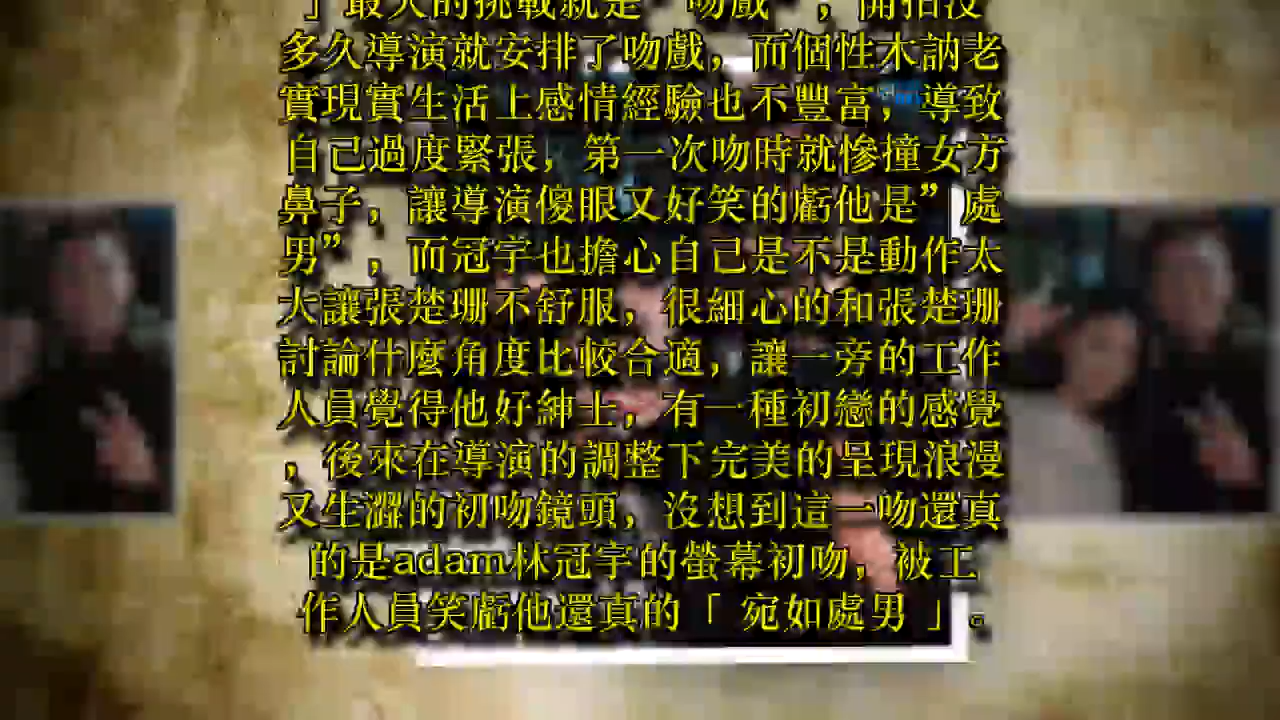 」最大的挑戰就是”吻戲”，開拍沒
多久導演就安排了吻戲，而個性木訥老
實現實生活上感情經驗也不豐富，導致
自己過度緊張，第一次吻時就慘撞女方
鼻子，讓導演傻眼又好笑的虧他是”處
男”，而冠宇也擔心自己是不是動作太
大讓張楚珊不舒服，很細心的和張楚珊
討論什麼角度比較合適，讓一旁的工作
人員覺得他好紳士，有一種初戀的感覺
，後來在導演的調整下完美的呈現浪漫
又生澀的初吻鏡頭，沒想到這一吻還真
的是adam林冠宇的螢幕初吻，被工
作人員笑虧他還真的「 宛如處男 」。